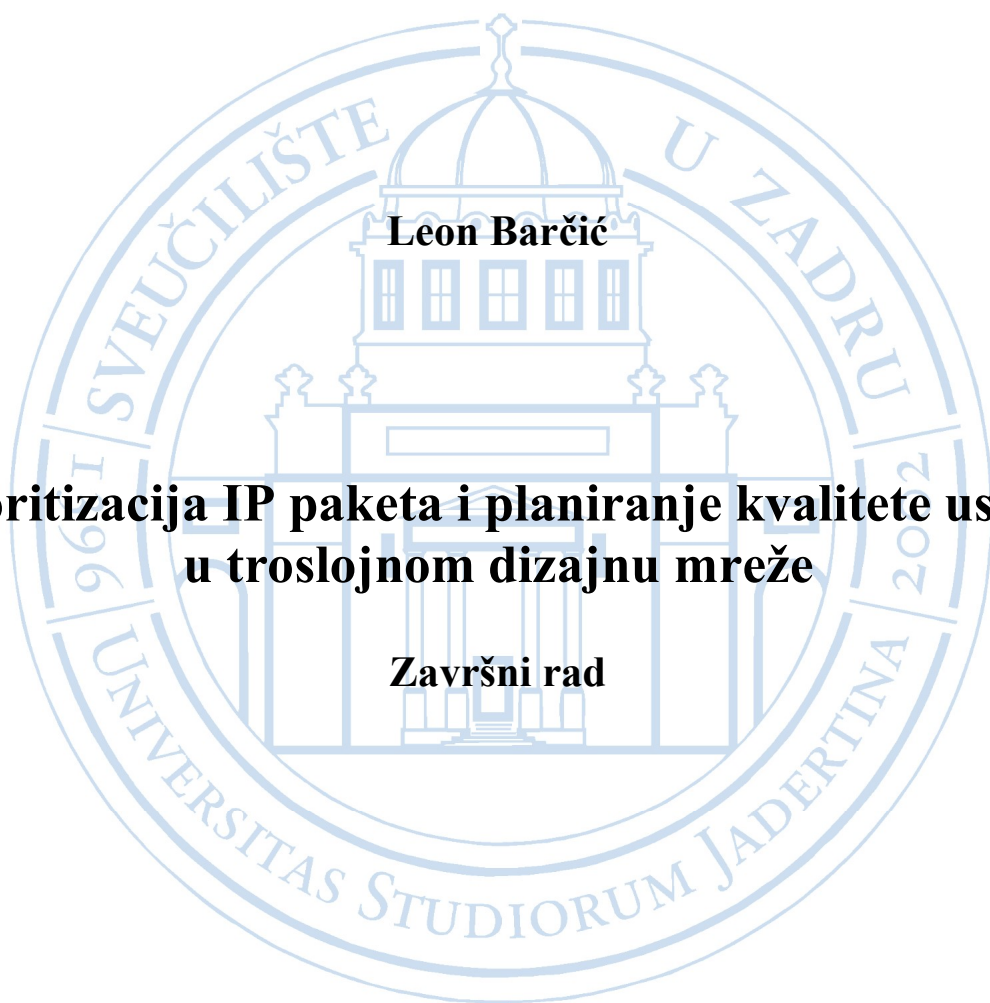 Leon Barčić
oritizacija IP paketa i planiranje kvalitete us
u troslojnom dizajnu mreže
Završni rad
SVEUČILIŠTE U ZADRU
1396
2002
UNIVERSITAS STUDIORUM JADERTINA